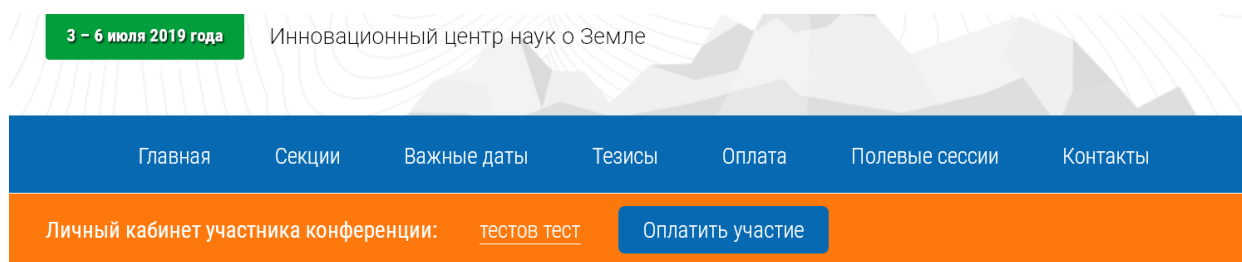 3 – 6 июля 2019 года Инновационный центр наук о Земле
Главная Секции Важные даты Тезисы Оплата Полевые сессии Контакты
Личный кабинет участника конференции: тестов тест Оплатить участие